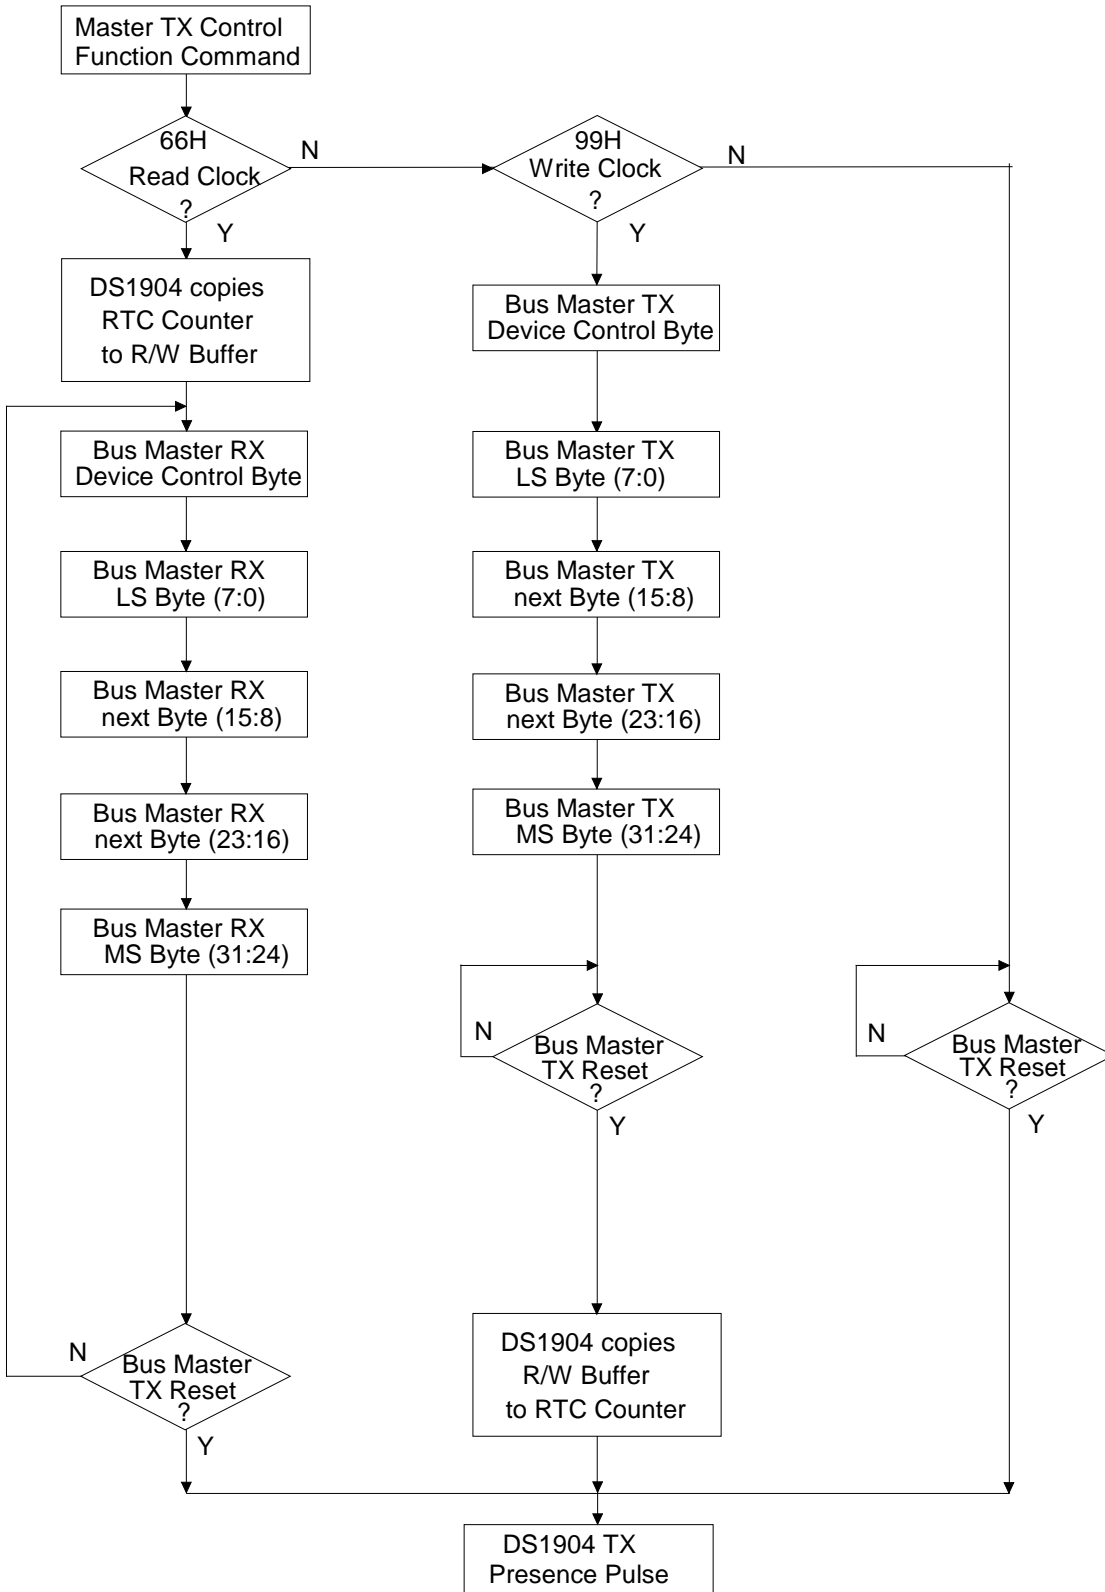 Master TX Control
Function Command
66H
Read Clock
?
N
Y
99H
Write Clock
?
N
Y
DS1904 copies
RTC Counter
to R/W Buffer
Bus Master RX
Device Control Byte
Bus Master RX
LS Byte (7:0)
Bus Master RX
next Byte (15:8)
Bus Master RX
next Byte (23:16)
Bus Master RX
MS Byte (31:24)
N
Bus Master
TX Reset
?
Y
Bus Master TX
Device Control Byte
Bus Master TX
LS Byte (7:0)
Bus Master TX
next Byte (15:8)
Bus Master TX
next Byte (23:16)
Bus Master TX
MS Byte (31:24)
N
Bus Master
TX Reset
?
Y
DS1904 copies
R/W Buffer
to RTC Counter
N
Bus Master
TX Reset
?
Y
DS1904 TX
Presence Pulse